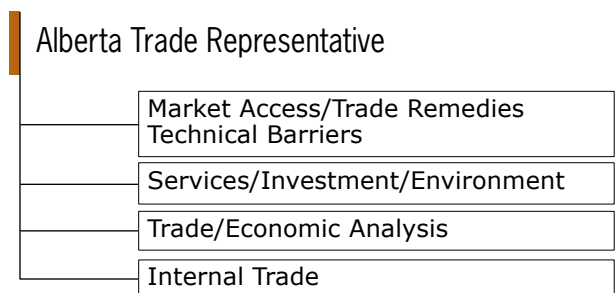 Alberta Trade Representative
Market Access/Trade Remedies
Technical Barriers
Services/Investment/Environment
Trade/Economic Analysis
Internal Trade